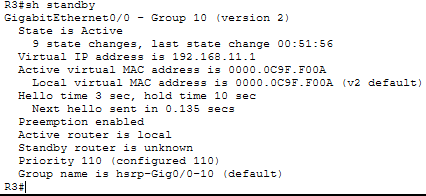 R3#sh standby
GigabitEthernet0/0 - Group 10 (version 2)
  State is Active
    9 state changes, last state change 00:51:56
  Virtual IP address is 192.168.11.1
  Active virtual MAC address is 0000.0C9F.F00A
    Local virtual MAC address is 0000.0C9F.F00A (v2 default)
  Hello time 3 sec, hold time 10 sec
    Next hello sent in 0.135 secs
  Preemption enabled
  Active router is local
  Standby router is unknown
  Priority 110 (configured 110)
  Group name is hsrp-Gig0/0-10 (default)
R3#